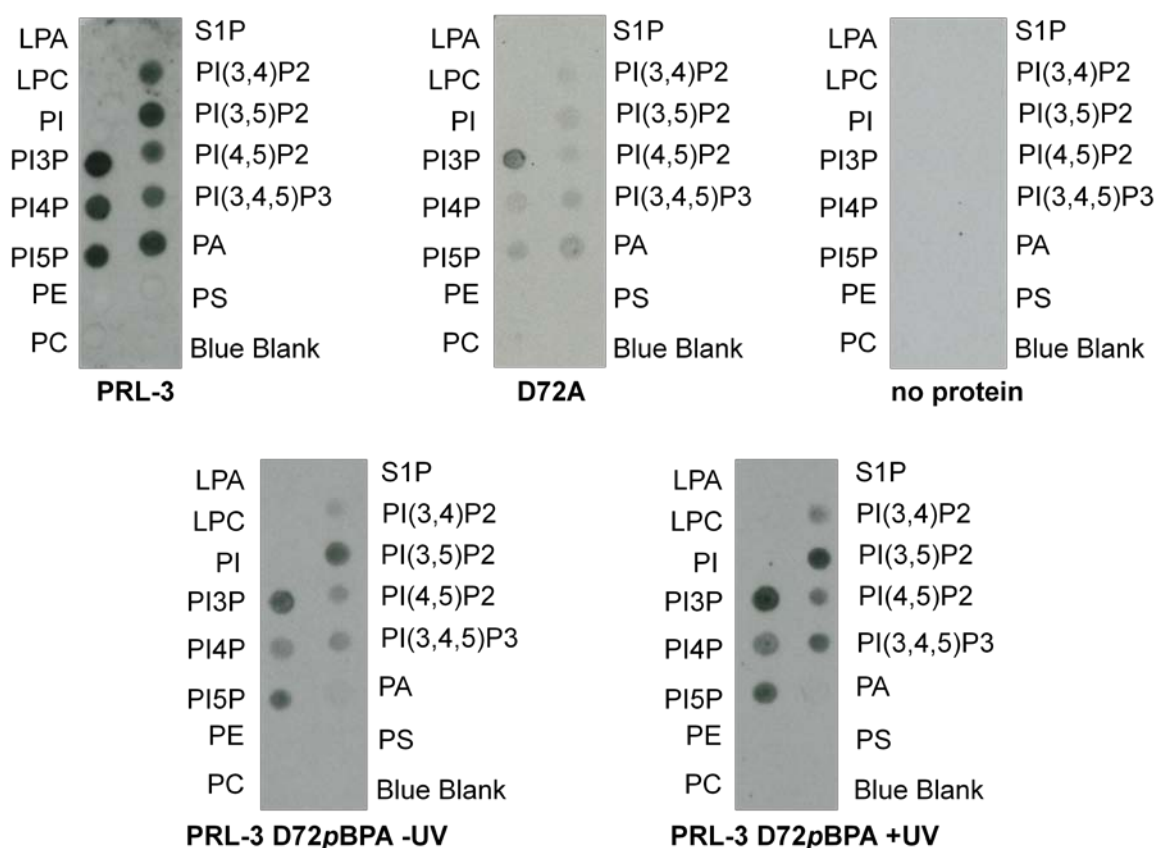 LPA S1P
LPC PI(3,4)P2
PI PI(3,5)P2
PI3P PI(4,5)P2
PI4P PI(3,4,5)P3
PI5P PA
PE PS
PC Blue Blank
PRL-3
LPA S1P
LPC PI(3,4)P2
PI PI(3,5)P2
PI3P PI(4,5)P2
PI4P PI(3,4,5)P3
PI5P PA
PE PS
PC Blue Blank
D72A
LPA S1P
LPC PI(3,4)P2
PI PI(3,5)P2
PI3P PI(4,5)P2
PI4P PI(3,4,5)P3
PI5P PA
PE PS
PC Blue Blank
no protein
LPA S1P
LPC PI(3,4)P2
PI PI(3,5)P2
PI3P PI(4,5)P2
PI4P PI(3,4,5)P3
PI5P PA
PE PS
PC Blue Blank
PRL-3 D72pBPA -UV
LPA S1P
LPC PI(3,4)P2
PI PI(3,5)P2
PI3P PI(4,5)P2
PI4P PI(3,4,5)P3
PI5P PA
PE PS
PC Blue Blank
PRL-3 D72pBPA +UV